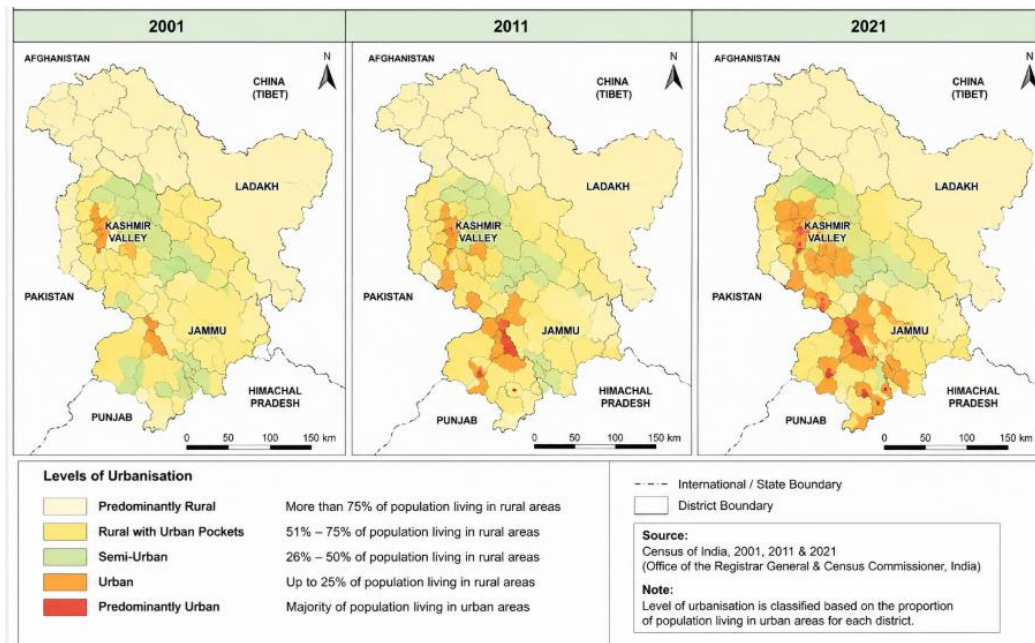 2001
2011
2021
AFGHANISTAN
N
CHINA
(TIBET)
LADAKH
KASHMIR
VALLEY
PAKISTAN
JAMMU
HIMACHAL
PRADESH
PUNJAB
0 50 100 150 km
AFGHANISTAN
N
CHINA
(TIBET)
LADAKH
KASHMIR
VALLEY
PAKISTAN
JAMMU
HIMACHAL
PRADESH
PUNJAB
0 50 100 150 km
AFGHANISTAN
N
CHINA
(TIBET)
LADAKH
KASHMIR
VALLEY
PAKISTAN
JAMMU
HIMACHAL
PRADESH
PUNJAB
0 50 100 150 km
Levels of Urbanisation
Predominantly Rural More than 75% of population living in rural areas
Rural with Urban Pockets 51% – 75% of population living in rural areas
Semi-Urban 26% – 50% of population living in rural areas
Urban Up to 25% of population living in rural areas
Predominantly Urban Majority of population living in urban areas
International / State Boundary
District Boundary
Source:
Census of India, 2001, 2011 & 2021
(Office of the Registrar General & Census Commissioner, India)
Note:
Level of urbanisation is classified based on the proportion
of population living in urban areas for each district.